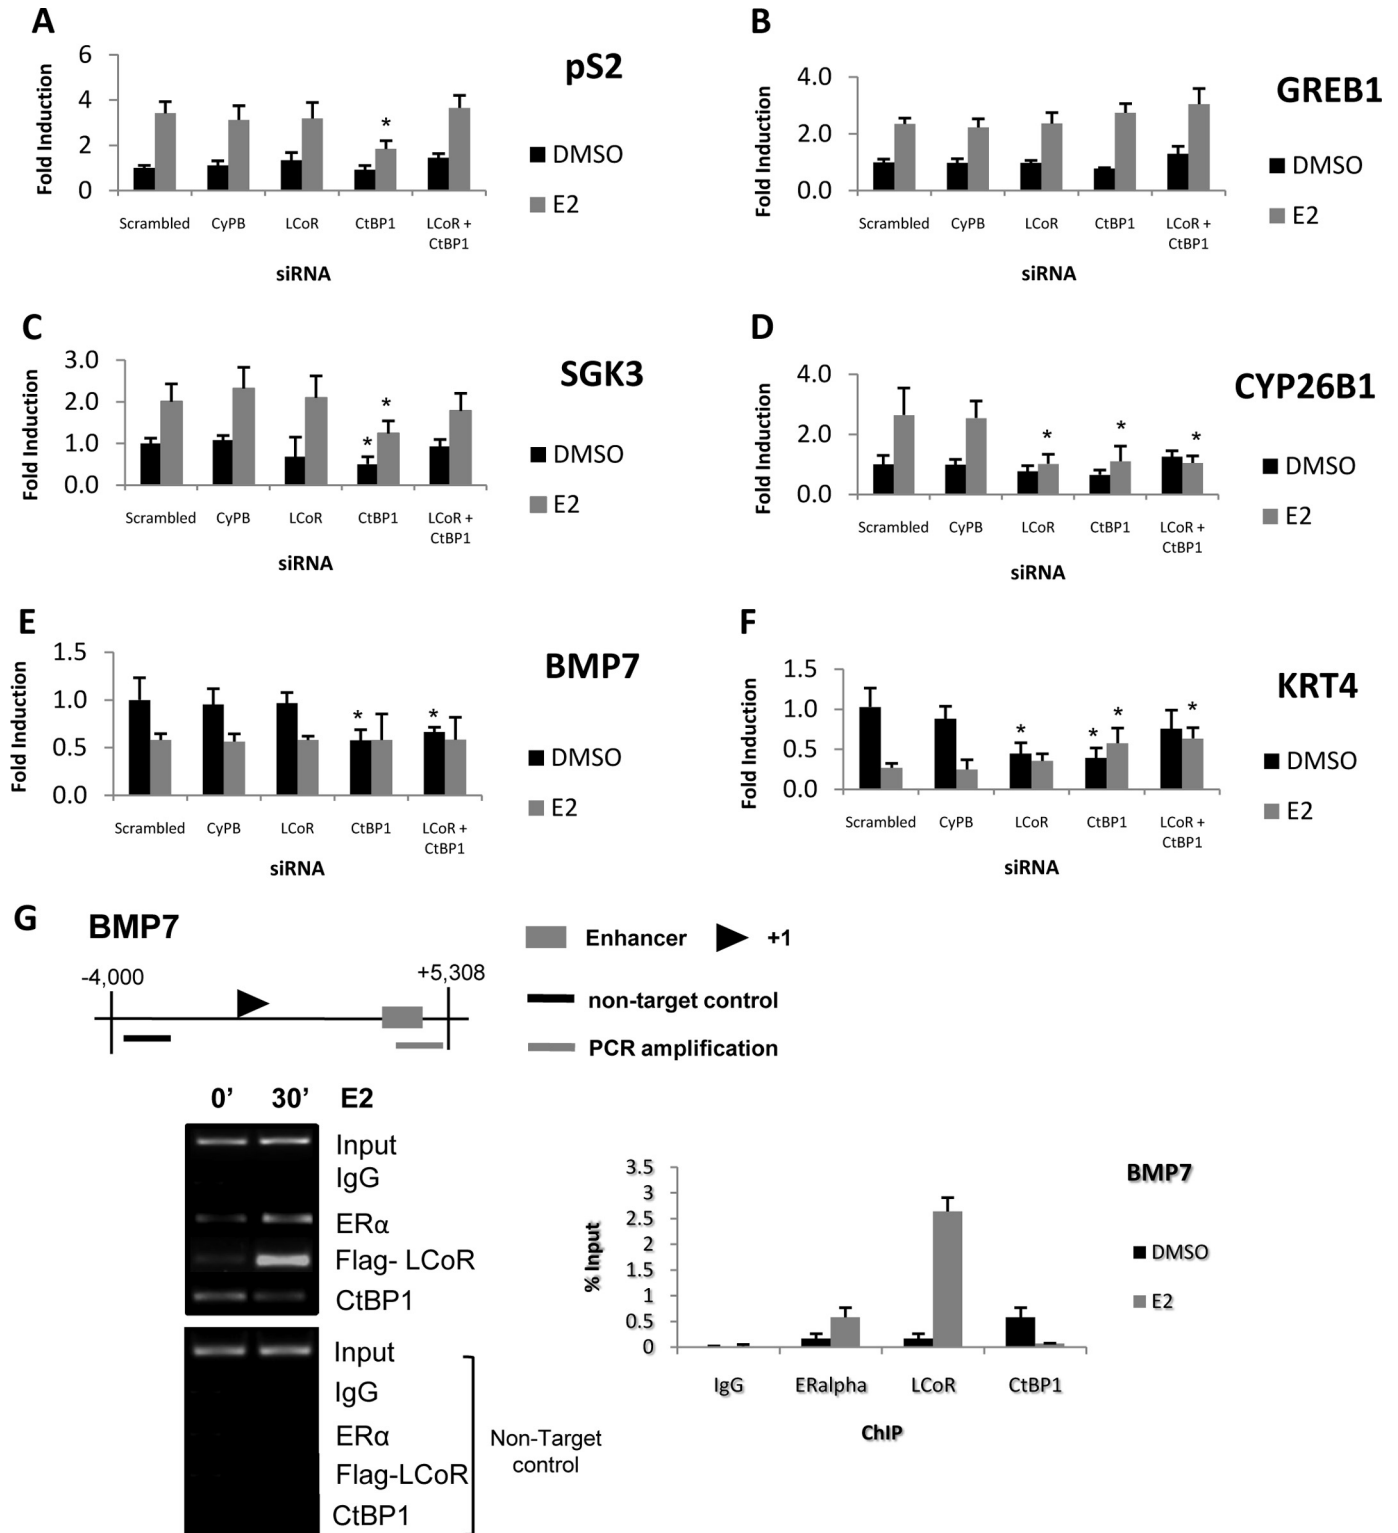 A
pS2
Fold Induction
6
4
2
0
Scrambled CyPB LCoR CtBP1 LCoR + CtBP1
*
siRNA
DMSO
E2
B
GREB1
Fold Induction
4.0
2.0
0.0
Scrambled CyPB LCoR CtBP1 LCoR + CtBP1
siRNA
DMSO
E2
C
SGK3
Fold Induction
3.0
2.0
1.0
0.0
* *
Scrambled CyPB LCoR CtBP1 LCoR + CtBP1
siRNA
DMSO
E2
D
CYP26B1
Fold Induction
4.0
2.0
0.0
* * *
Scrambled CyPB LCoR CtBP1 LCoR + CtBP1
siRNA
DMSO
E2
E
BMP7
Fold Induction
1.5
1.0
0.5
0.0
* *
Scrambled CyPB LCoR CtBP1 LCoR + CtBP1
siRNA
DMSO
E2
F
KRT4
Fold Induction
1.5
1.0
0.5
0.0
* * * *
Scrambled CyPB LCoR CtBP1 LCoR + CtBP1
siRNA
DMSO
E2
G
BMP7
-4,000
+5,308
Enhancer
+1
non-target control
PCR amplification
0' 30' E2
Input
IgG
ERα
Flag- LCoR
CtBP1
Input
IgG
ERα
Flag-LCoR
CtBP1
Non-Target
control
BMP7
% Input
3.5
3
2.5
2
1.5
1
0.5
0
IgG ERalpha LCoR CtBP1
ChIP
DMSO
E2